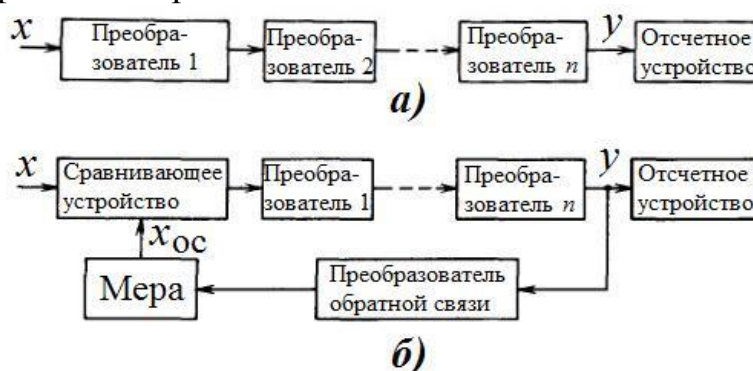 x
Преобра-
зователь 1
Преобра-
зователь 2
Преобра-
зователь n
y
Отсчетное
устройство
а)
x
Сравнивающее
устройство
Преобра-
зователь 1
Преобра-
зователь n
y
Отсчетное
устройство
xос
Мера
Преобразователь
обратной связи
б)